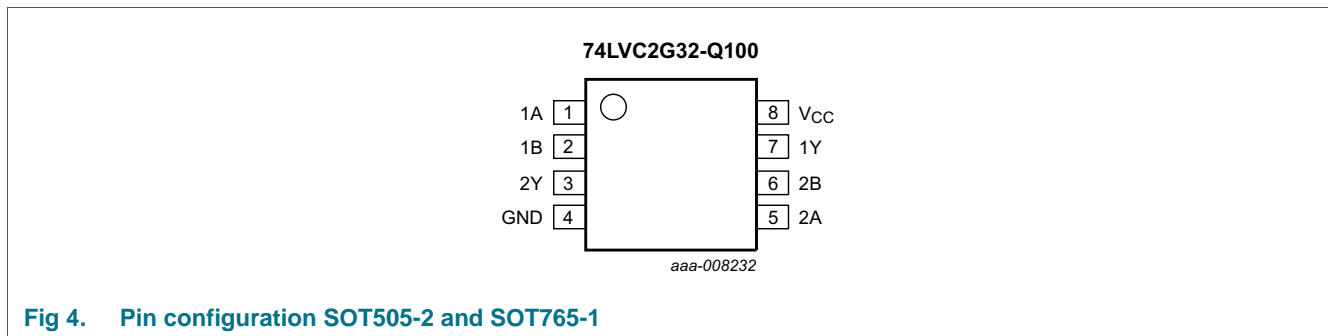 74LVC2G32-Q100
1A 1 8 VCC
1B 2 7 1Y
2Y 3 6 2B
GND 4 5 2A
aaa-008232
Fig 4. Pin configuration SOT505-2 and SOT765-1